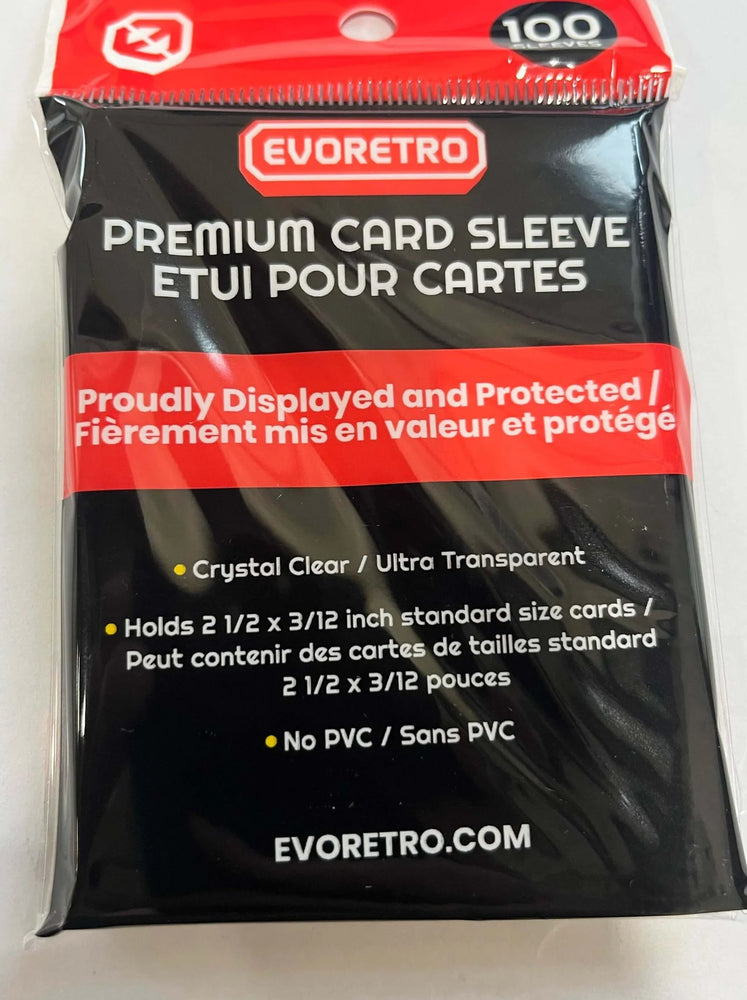 100
SLEEVES
EVORETRO
PREMIUM CARD SLEEVE
ETUI POUR CARTES
Proudly Displayed and Protected /
Fièrement mis en valeur et protégé
• Crystal Clear / Ultra Transparent
• Holds 2 1/2 x 3/12 inch standard size cards /
Peut contenir des cartes de tailles standard
2 1/2 x 3/12 pouces
• No PVC / Sans PVC
EVORETRO.COM